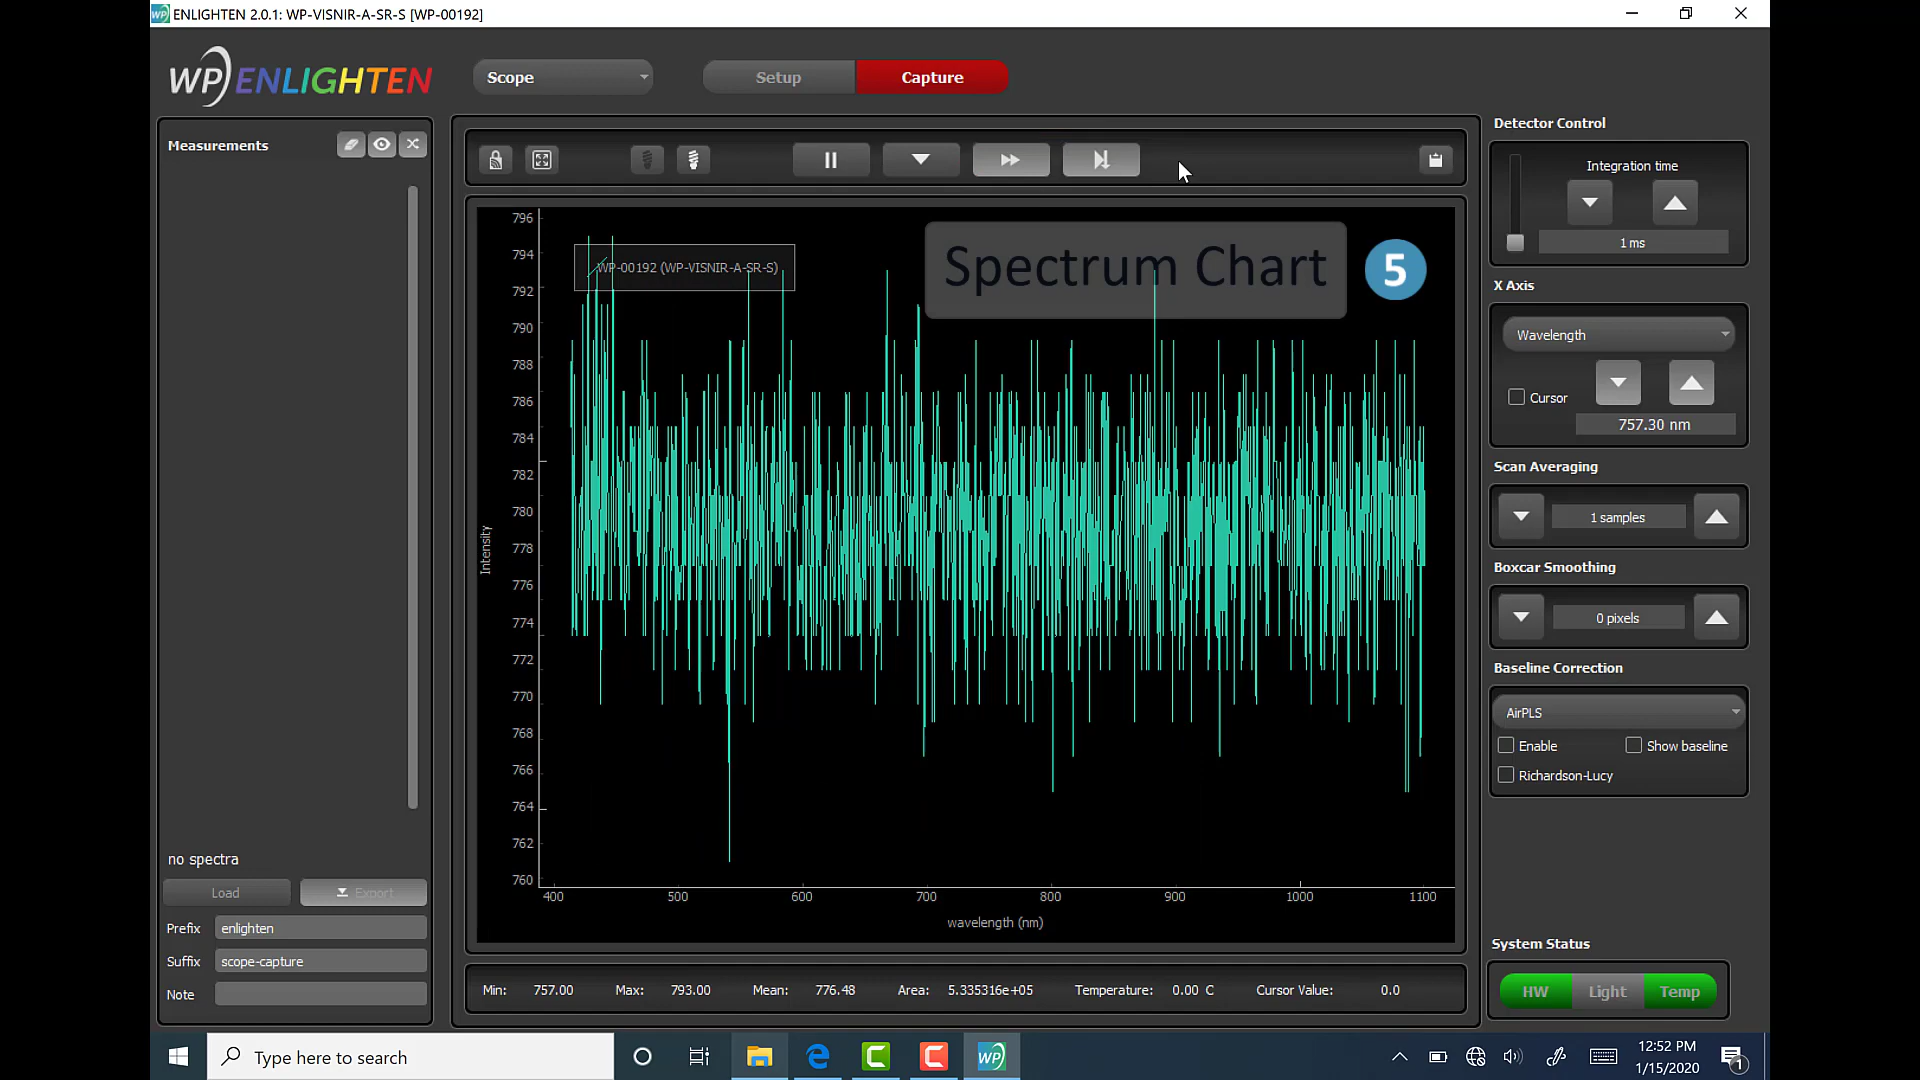 WP ENLIGHTEN 2.0.1: WP-VISNIR-A-SR-S [WP-00192]
WP ENLIGHTEN
Scope
Setup
Capture
Measurements
796
794
792
790
788
786
784
782
780
778
776
774
772
770
768
766
764
762
760
Intensity
WP-00192 (WP-VISNIR-A-SR-S)
Spectrum Chart
5
400 500 600 700 800 900 1000 1100
wavelength (nm)
Min: 757.00 Max: 793.00 Mean: 776.48 Area: 5.335316e+05 Temperature: 0.00 C Cursor Value: 0.0
no spectra
Load
Export
Prefix enlighten
Suffix scope-capture
Note
Detector Control
Integration time
1 ms
X Axis
Wavelength
Cursor
757.30 nm
Scan Averaging
1 samples
Boxcar Smoothing
0 pixels
Baseline Correction
AirPLS
Enable
Show baseline
Richardson-Lucy
System Status
HW Light Temp
Type here to search
WP
12:52 PM
1/15/2020
1